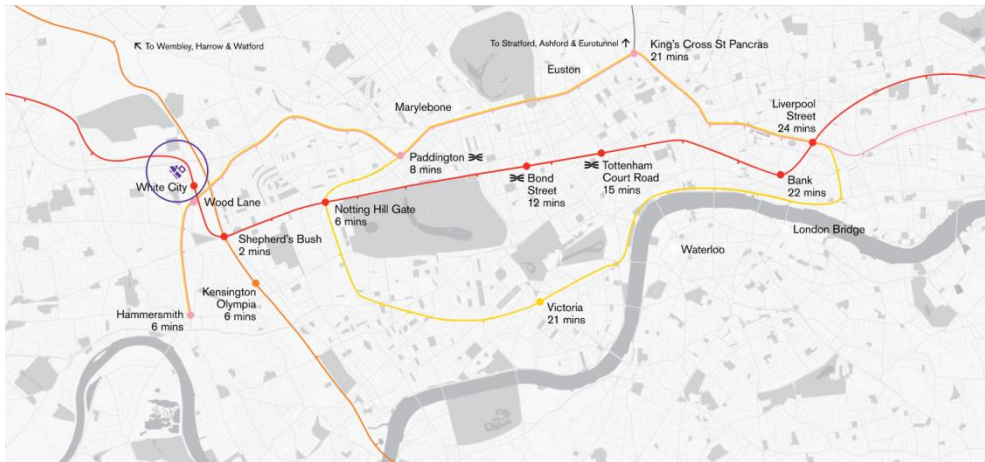 To Wembley, Harrow & Watford
To Stratford, Ashford & Eurotunnel
King's Cross St Pancras
21 mins
Euston
Marylebone
Liverpool
Street
24 mins
Paddington
8 mins
Tottenham
Court Road
15 mins
Bond
Street
12 mins
Bank
22 mins
White City
Wood Lane
Notting Hill Gate
6 mins
Shepherd's Bush
2 mins
London Bridge
Waterloo
Kensington
Olympia
6 mins
Hammersmith
6 mins
Victoria
21 mins